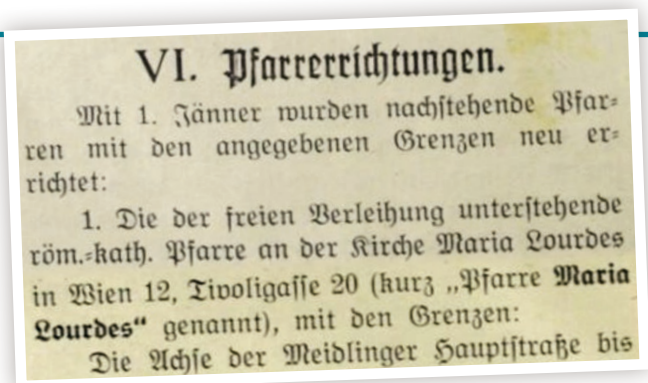 VI. Pfarrerrichtungen.
Mit 1. Jänner wurden nachstehende Pfar-
ren mit den angegebenen Grenzen neu er-
richtet:
1. Die der freien Verleihung unterstehende
röm.-kath. Pfarre an der Kirche Maria Lourdes
in Wien 12, Tivoligasse 20 (kurz „Pfarre Maria
Lourdes“ genannt), mit den Grenzen:
Die Achse der Meidlinger Hauptstraße bis